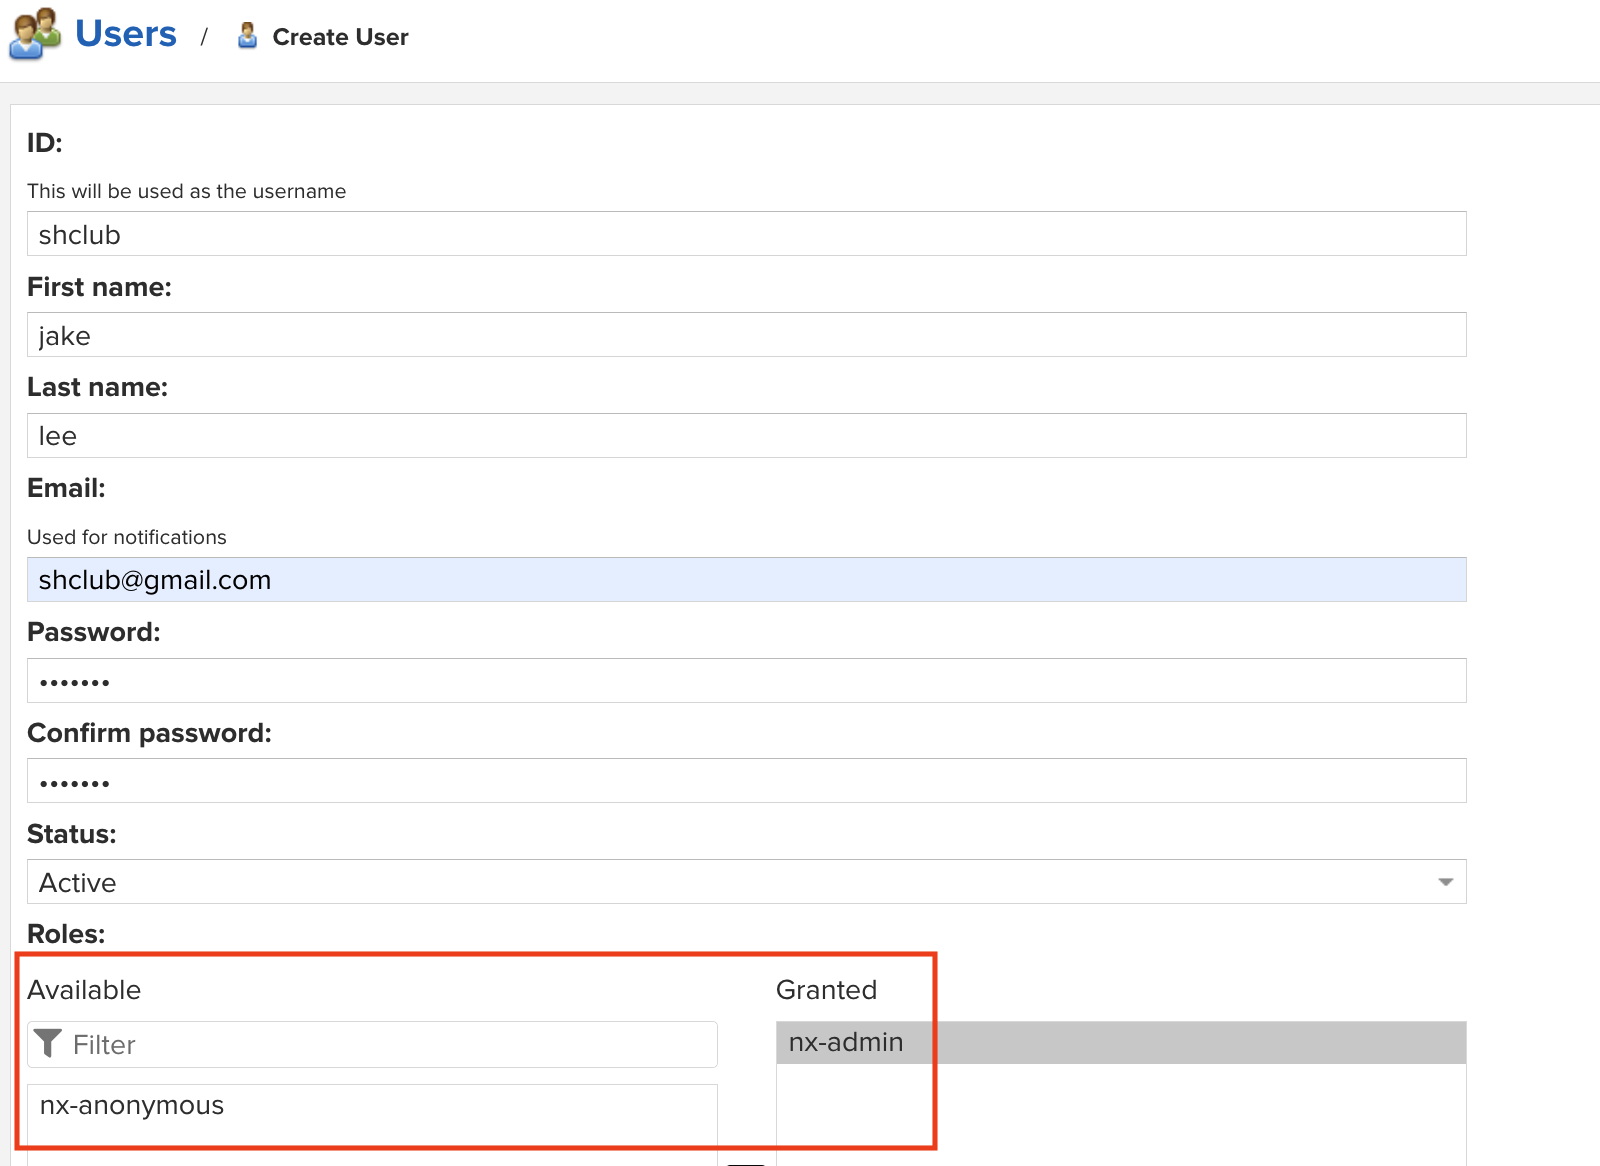 Users / Create User
ID:
This will be used as the username
shclub
First name:
jake
Last name:
lee
Email:
Used for notifications
shclub@gmail.com
Password:
•••••••
Confirm password:
•••••••
Status:
Active
Roles:
Available
Granted
Filter
nx-admin
nx-anonymous